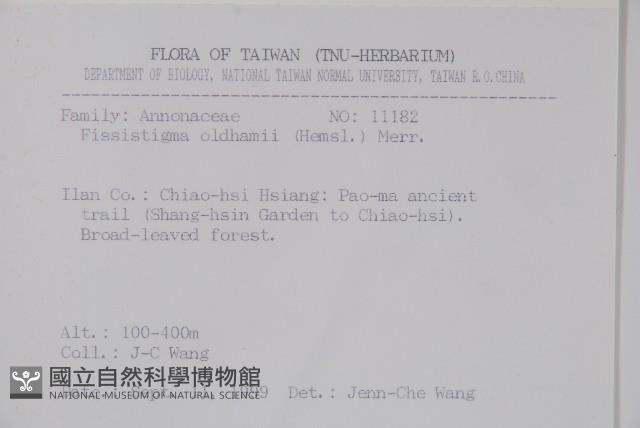 FLORA OF TAIWAN (TNU-HERBARIUM)
DEPARTMENT OF BIOLOGY, NATIONAL TAIWAN NORMAL UNIVERSITY, TAIWAN R.O.CHINA
Family: Annonaceae NO: 11182
Fissistigma oldhamii (Hemsl.) Merr.
Ilan Co.: Chiao-hsi Hsiang: Pao-ma ancient
trail (Shang-hsin Garden to Chiao-hsi).
Broad-leaved forest.
Alt.: 100-400m
Coll.: J-C Wang
國立自然科學博物館
Det.: Jenn-Che Wang
NATIONAL MUSEUM OF NATURAL SCIENCE